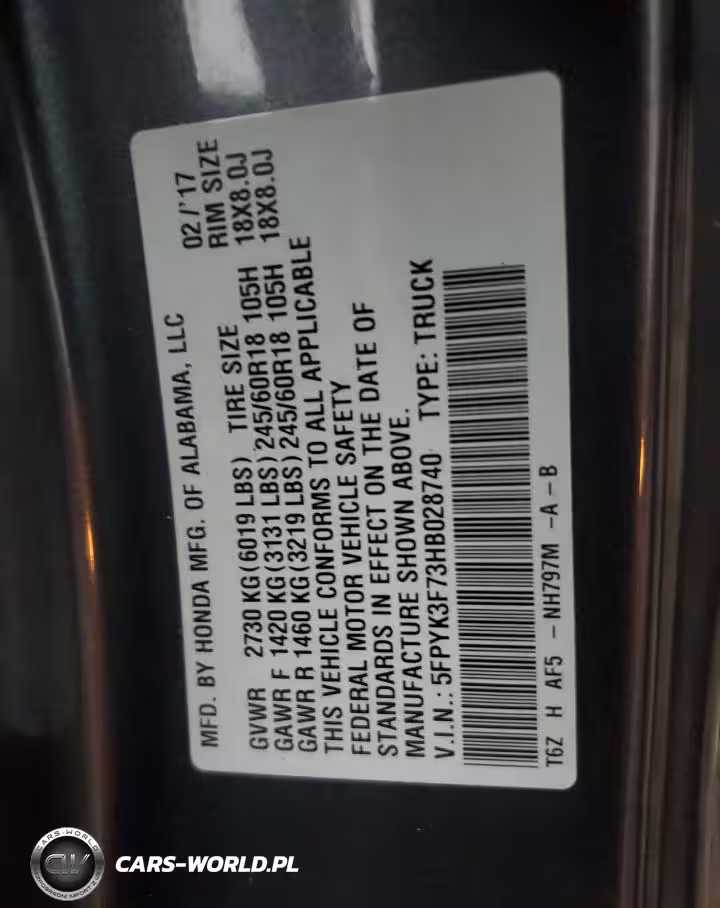 MFD. BY HONDA MFG. OF ALABAMA, LLC 02/'17
GVWR 2730 KG(6019 LBS) TIRE SIZE RIM SIZE
GAWR F 1420 KG(3131 LBS) 245/60R18 105H 18X8.0J
GAWR R 1460 KG(3219 LBS) 245/60R18 105H 18X8.0J
THIS VEHICLE CONFORMS TO ALL APPLICABLE
FEDERAL MOTOR VEHICLE SAFETY
STANDARDS IN EFFECT ON THE DATE OF
MANUFACTURE SHOWN ABOVE.
V.I.N.: 5FPYK3F73HB028740 TYPE: TRUCK
T6Z H AF5 - NH797M -A-B
CARS-WORLD
CW
CARS-WORLD.PL